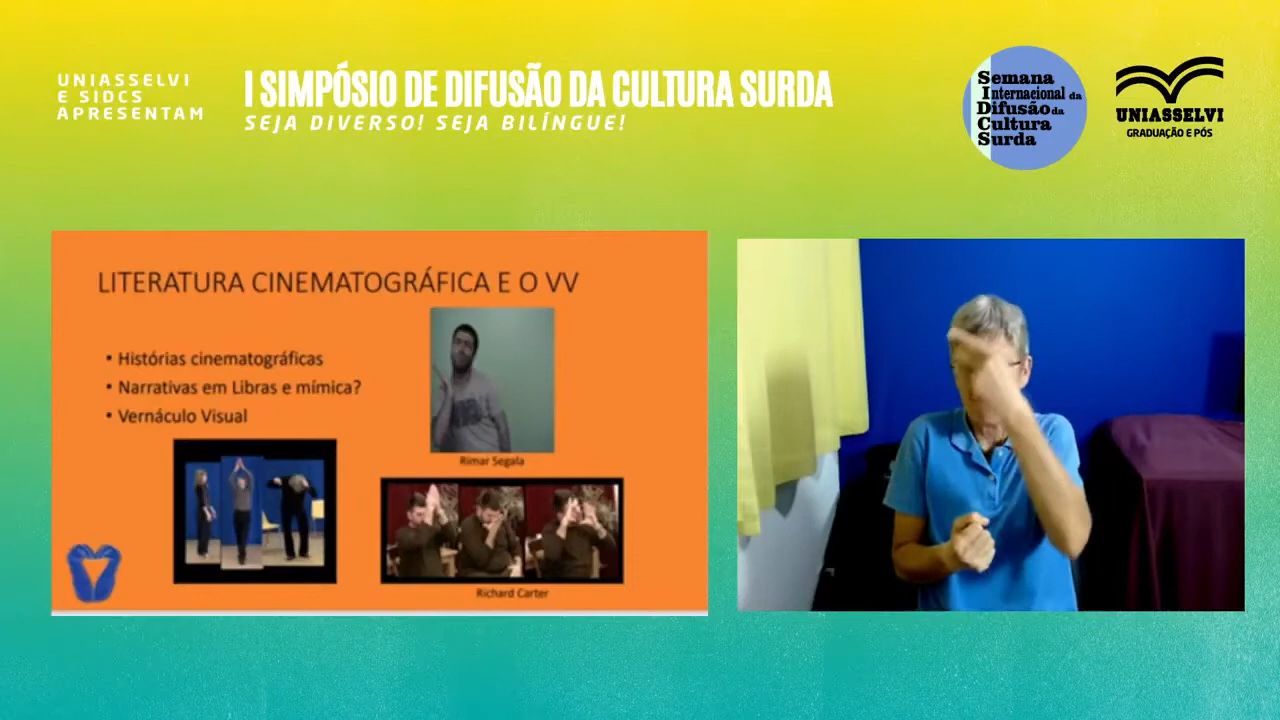 UNIASSELVI
E SIDCS
APRESENTAM
I SIMPÓSIO DE DIFUSÃO DA CULTURA SURDA
SEJA DIVERSO! SEJA BILÍNGUE!
Semana
Internacional da
Difusão da
Cultura
Surda
UNIASSELVI
GRADUAÇÃO E PÓS
LITERATURA CINEMATOGRÁFICA E O VV
• Histórias cinematográficas
• Narrativas em Libras e mímica?
• Vernáculo Visual
Rimar Segala
Richard Carter